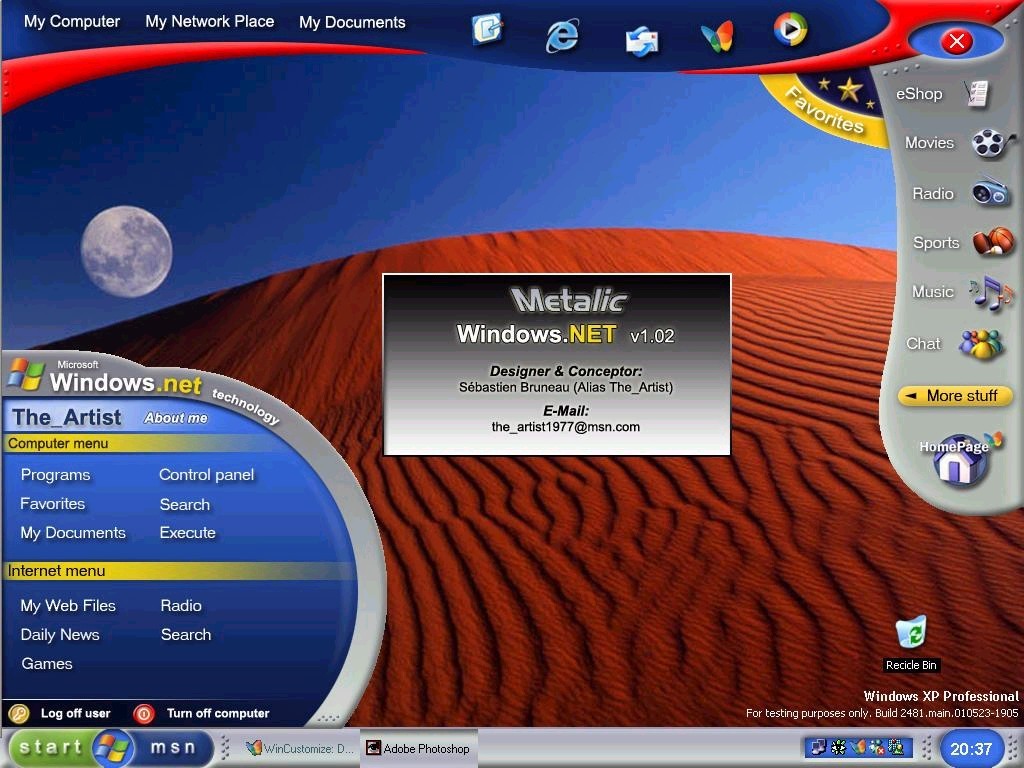 My Computer
My Network Place
My Documents
Favorites
eShop
Movies
Radio
Sports
Music
Chat
More stuff
HomePage
Metalic
Windows.NET v1.02
Designer & Conceptor:
Sébastien Bruneau (Alias The_Artist)
E-Mail:
the_artist1977@msn.com
Microsoft
Windows.net
technology
The_Artist About me
Computer menu
Programs Control panel
Favorites Search
My Documents Execute
Internet menu
My Web Files Radio
Daily News Search
Games
Log off user Turn off computer
Recicle Bin
Windows XP Professional
For testing purposes only. Build 2481.main.010523-1905
start msn WinCustomize: D... Adobe Photoshop 20:37